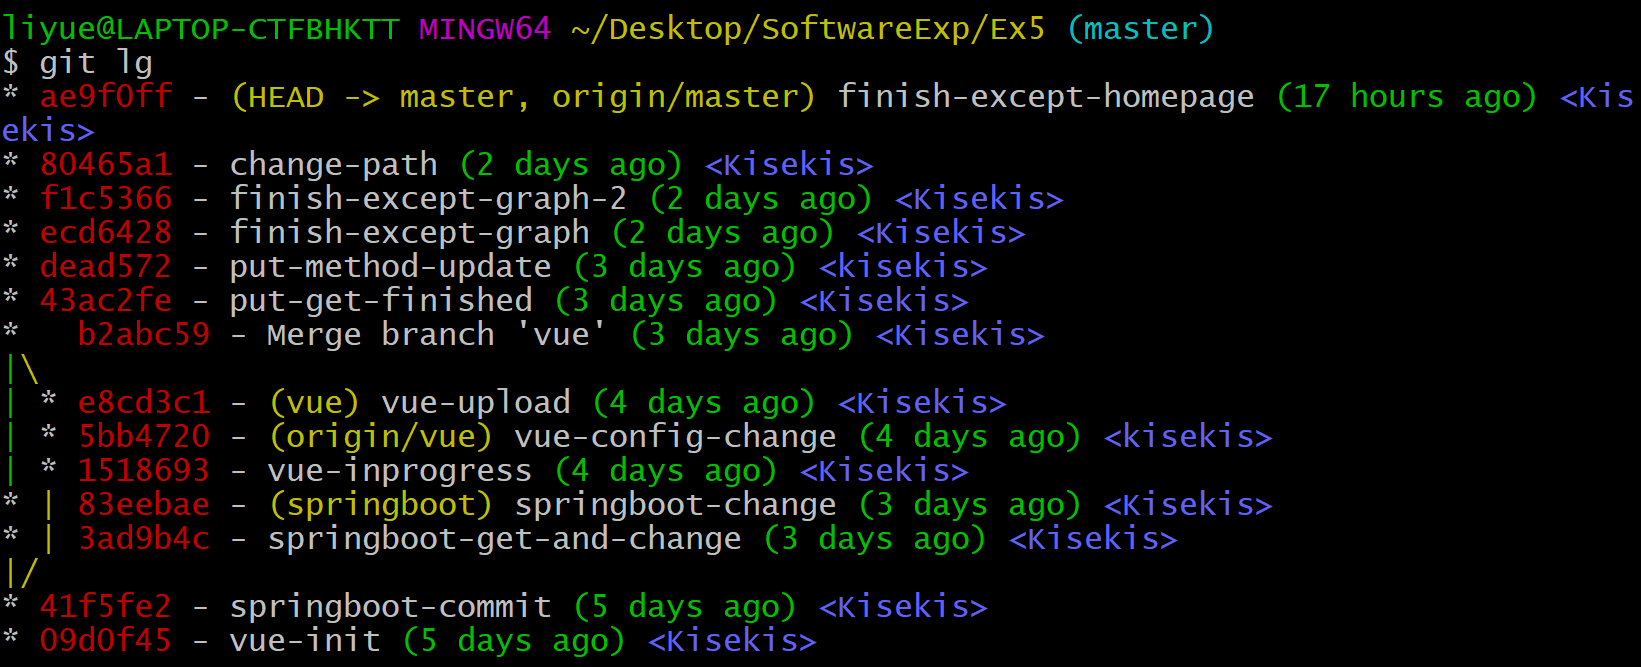 liyue@LAPTOP-CTFBHKTT MINGW64 ~/Desktop/SoftwareExp/Ex5 (master)
$ git lg
* ae9f0ff - (HEAD -> master, origin/master) finish-except-homepage (17 hours ago) <Kis
ekis>
* 80465a1 - change-path (2 days ago) <Kisekis>
* f1c5366 - finish-except-graph-2 (2 days ago) <Kisekis>
* ecd6428 - finish-except-graph (2 days ago) <Kisekis>
* dead572 - put-method-update (3 days ago) <kisekis>
* 43ac2fe - put-get-finished (3 days ago) <Kisekis>
*   b2abc59 - Merge branch 'vue' (3 days ago) <Kisekis>
|\
| * e8cd3c1 - (vue) vue-upload (4 days ago) <Kisekis>
| * 5bb4720 - (origin/vue) vue-config-change (4 days ago) <kisekis>
| * 1518693 - vue-inprogress (4 days ago) <Kisekis>
* | 83eebae - (springboot) springboot-change (3 days ago) <Kisekis>
* | 3ad9b4c - springboot-get-and-change (3 days ago) <Kisekis>
|/
* 41f5fe2 - springboot-commit (5 days ago) <Kisekis>
* 09d0f45 - vue-init (5 days ago) <Kisekis>